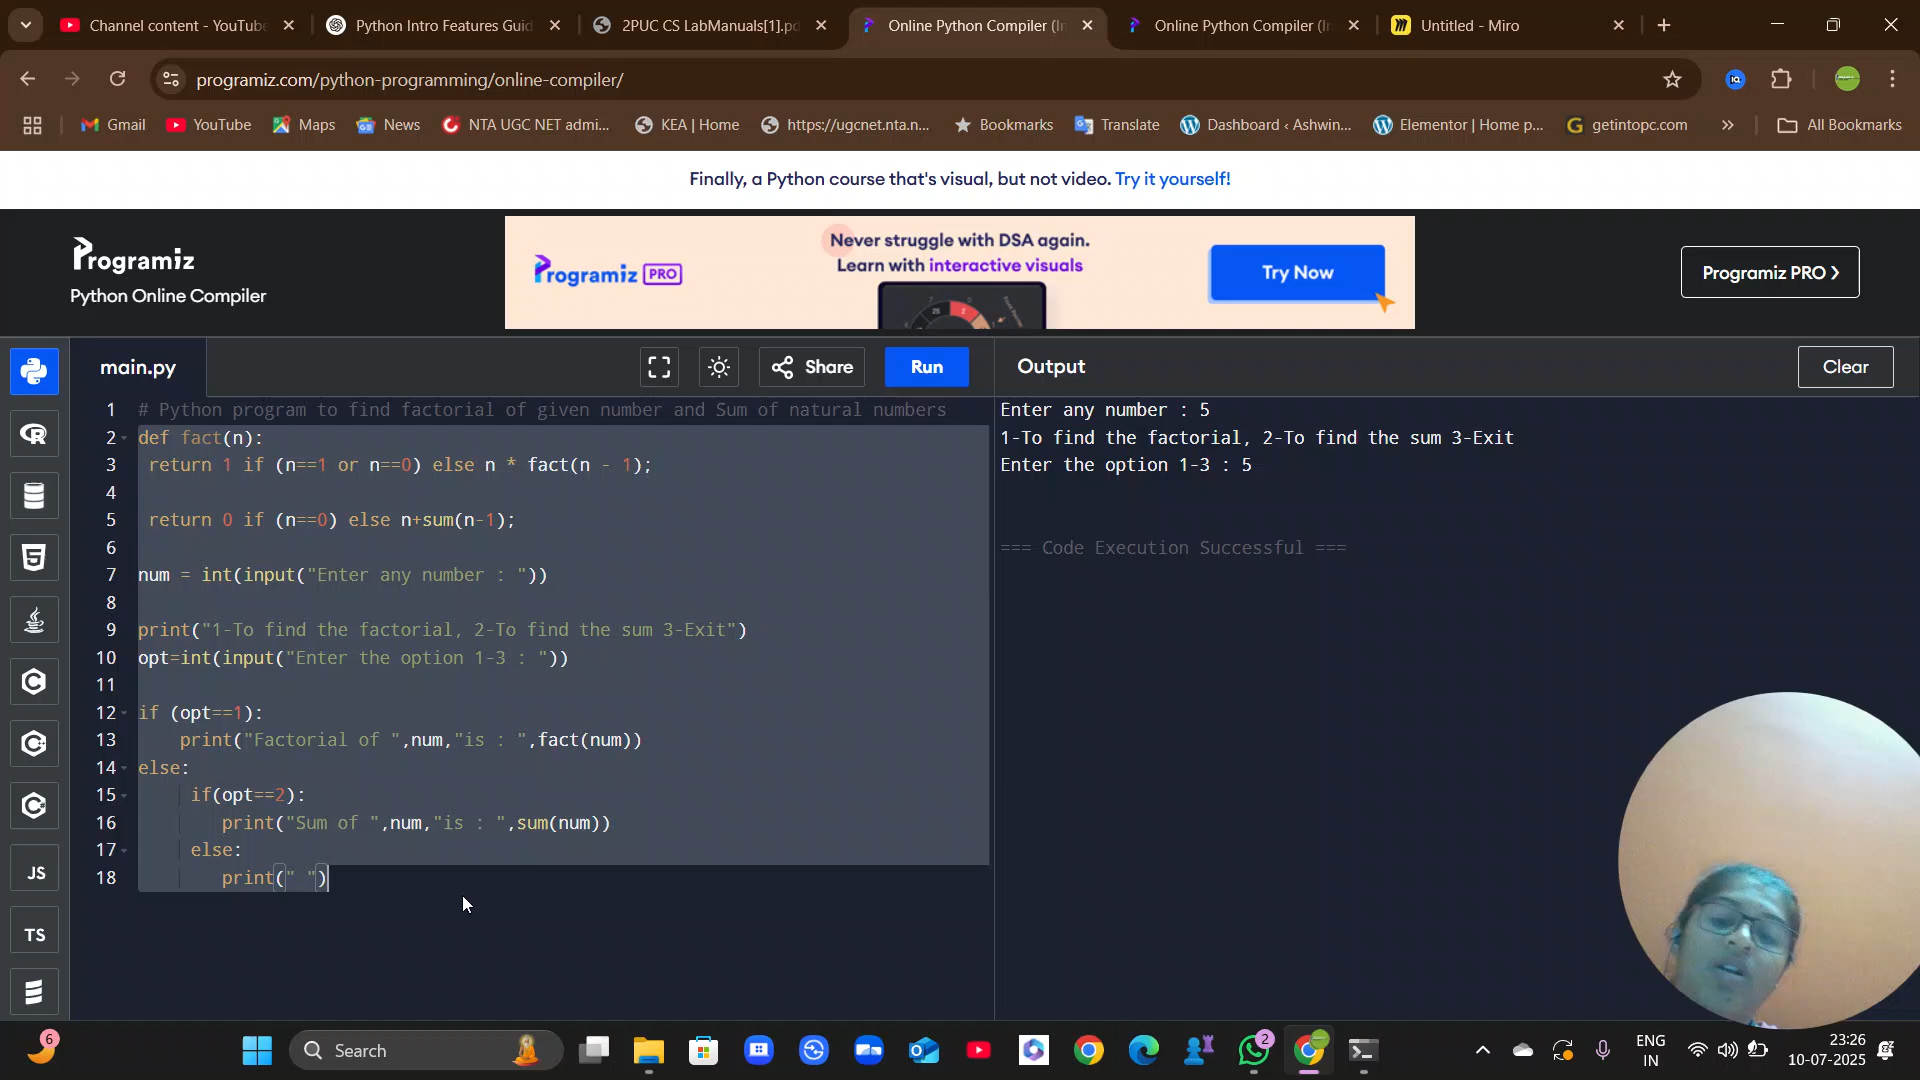 Channel content - YouTube
Python Intro Features Guid
2PUC CS LabManuals[1].pd
Online Python Compiler (In
Online Python Compiler (In
Untitled - Miro
programiz.com/python-programming/online-compiler/
Gmail
YouTube
Maps
News
NTA UGC NET admi...
KEA | Home
https://ugcnet.nta.n...
Bookmarks
Translate
Dashboard ‹ Ashwin...
Elementor | Home p...
getintopc.com
All Bookmarks
Finally, a Python course that's visual, but not video. Try it yourself!
Programiz
Python Online Compiler
Programiz PRO
Never struggle with DSA again.
Learn with interactive visuals
Try Now
Programiz PRO ›
main.py
Share
Run
Output
Clear
1 # Python program to find factorial of given number and Sum of natural numbers
2 def fact(n):
3 return 1 if (n==1 or n==0) else n * fact(n - 1);
4
5 return 0 if (n==0) else n+sum(n-1);
6
7 num = int(input("Enter any number : "))
8
9 print("1-To find the factorial, 2-To find the sum 3-Exit")
10 opt=int(input("Enter the option 1-3 : "))
11
12 if (opt==1):
13 print("Factorial of ",num,"is : ",fact(num))
14 else:
15 if(opt==2):
16 print("Sum of ",num,"is : ",sum(num))
17 else:
18 print(" ")
Enter any number : 5
1-To find the factorial, 2-To find the sum 3-Exit
Enter the option 1-3 : 5
=== Code Execution Successful ===
JS
TS
6
Search
2
ENG
IN
23:26
10-07-2025